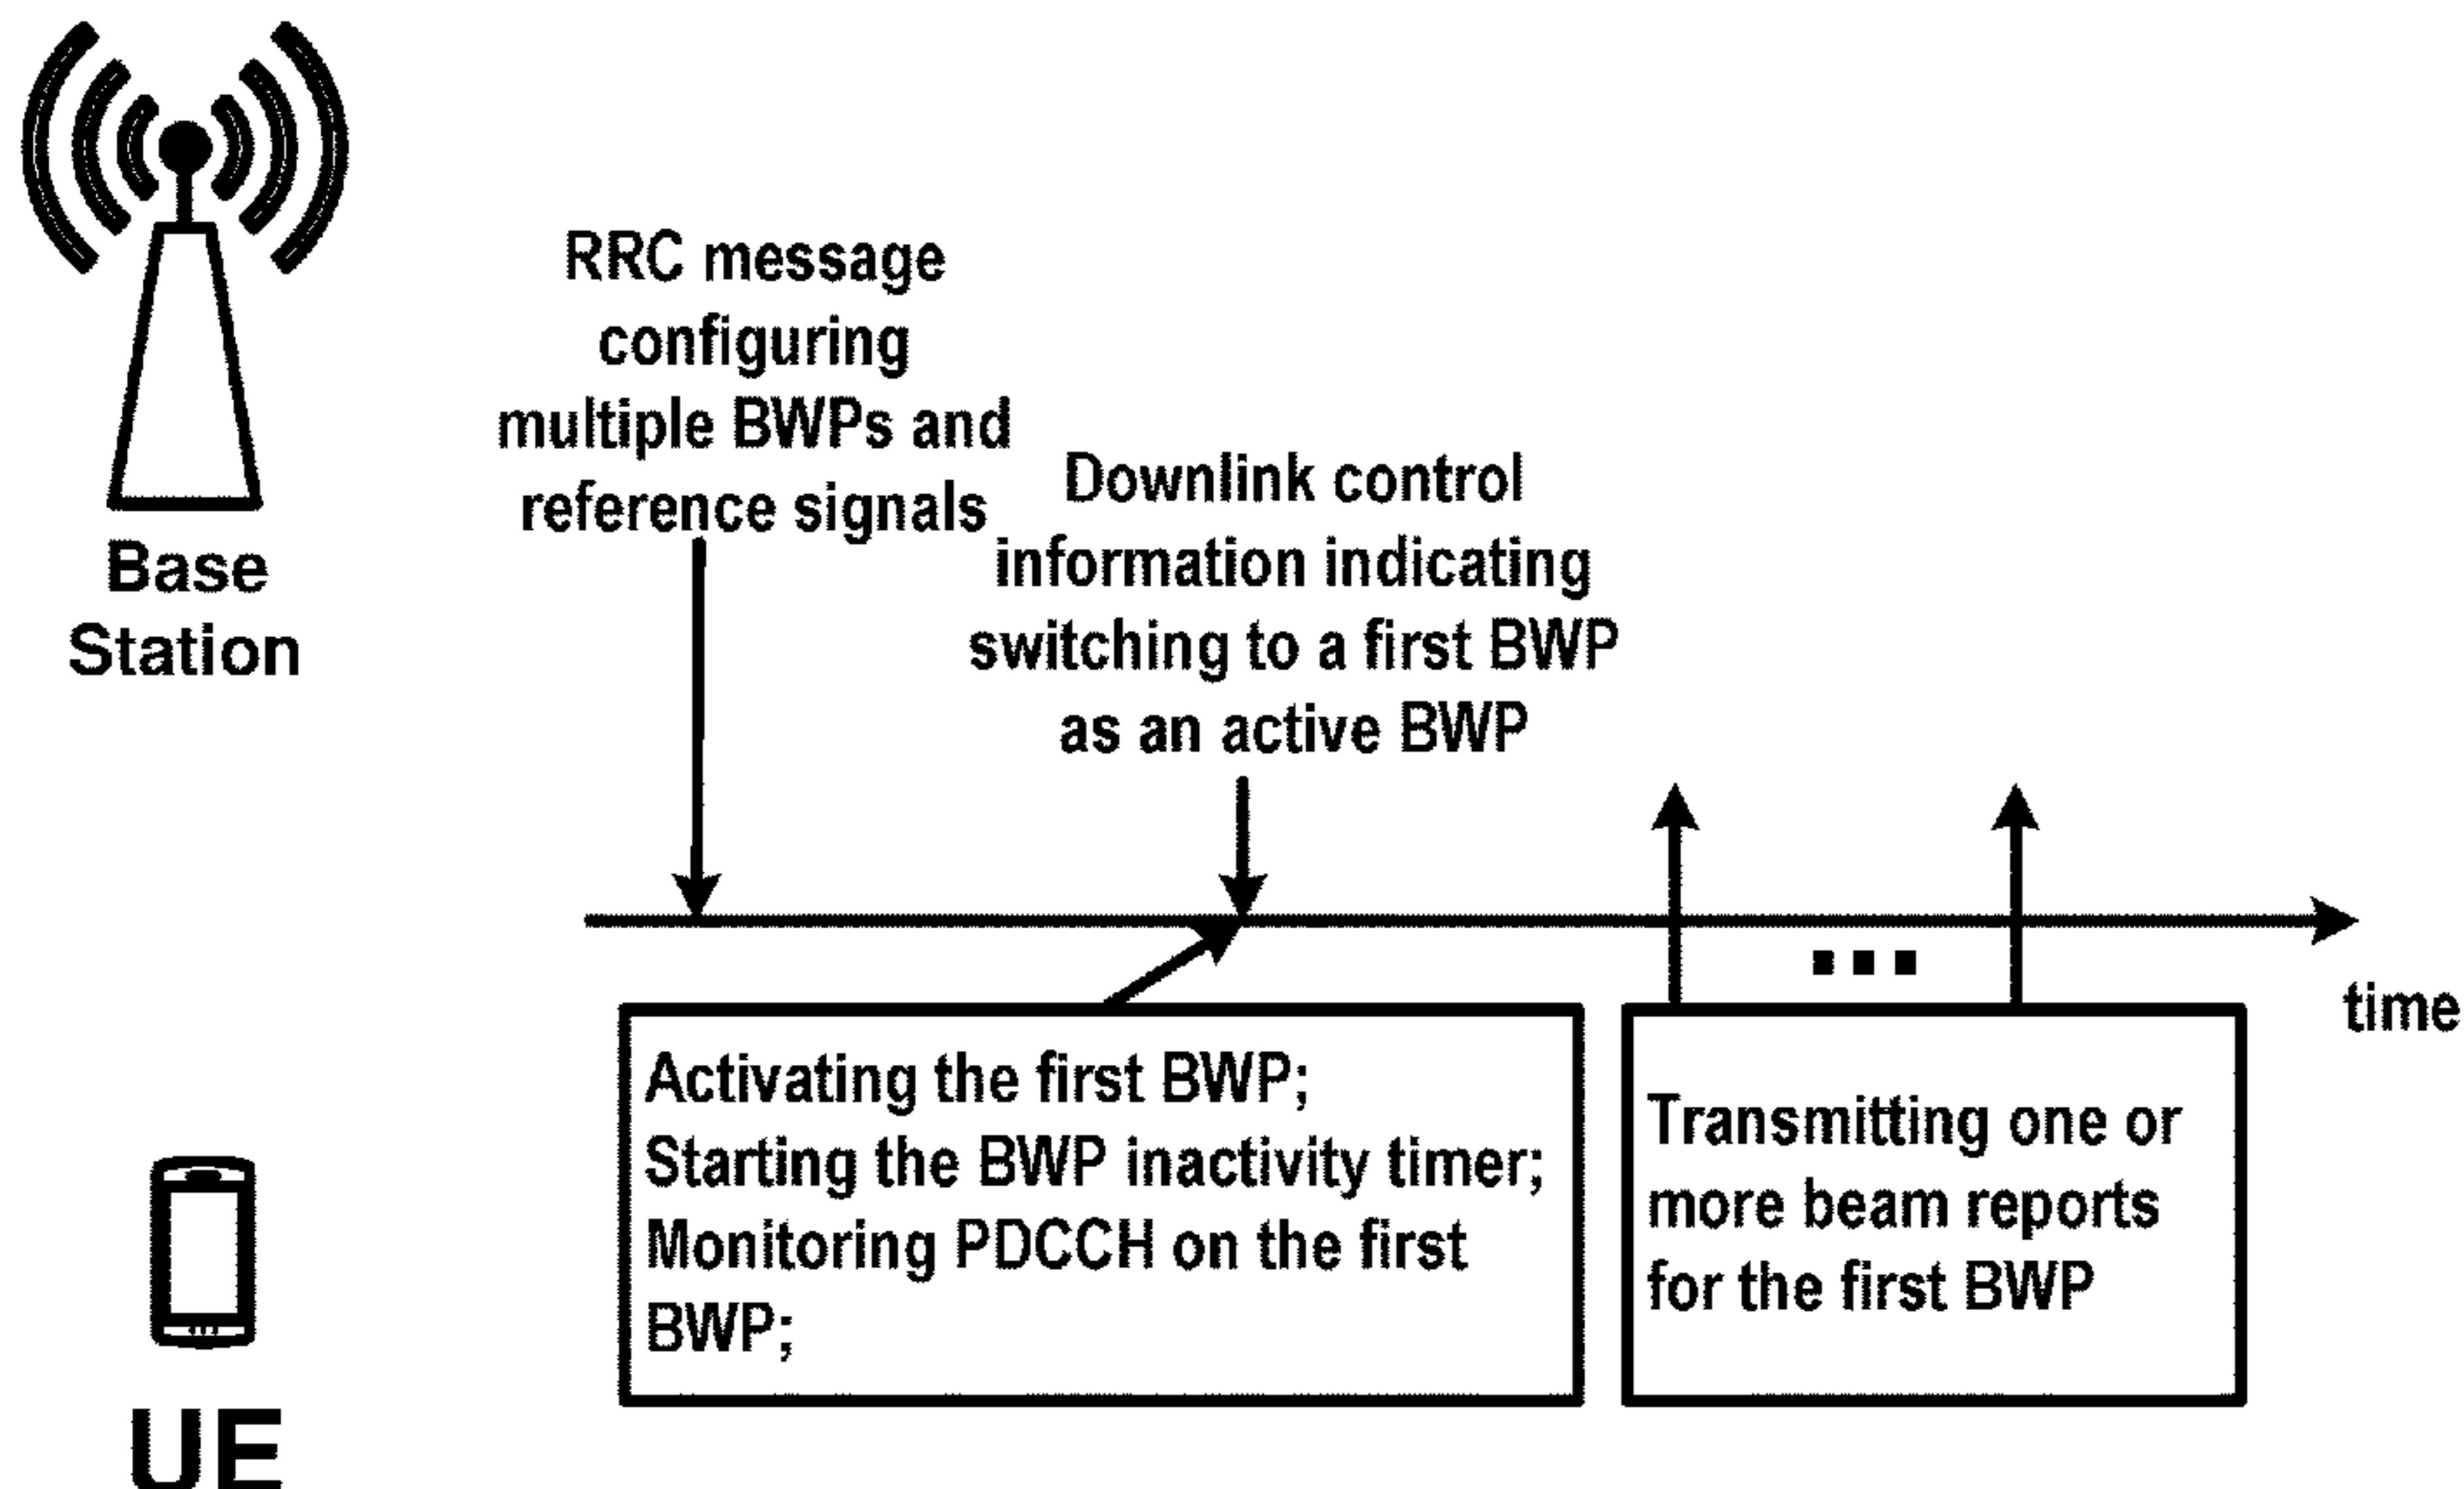 RRC message
configuring
multiple BWPs and
reference signals
Base
Station
Downlink control
information indicating
switching to a first BWP
as an active BWP
...
time
Activating the first BWP;
Starting the BWP inactivity timer;
Monitoring PDCCH on the first
BWP;
Transmitting one or
more beam reports
for the first BWP
UE